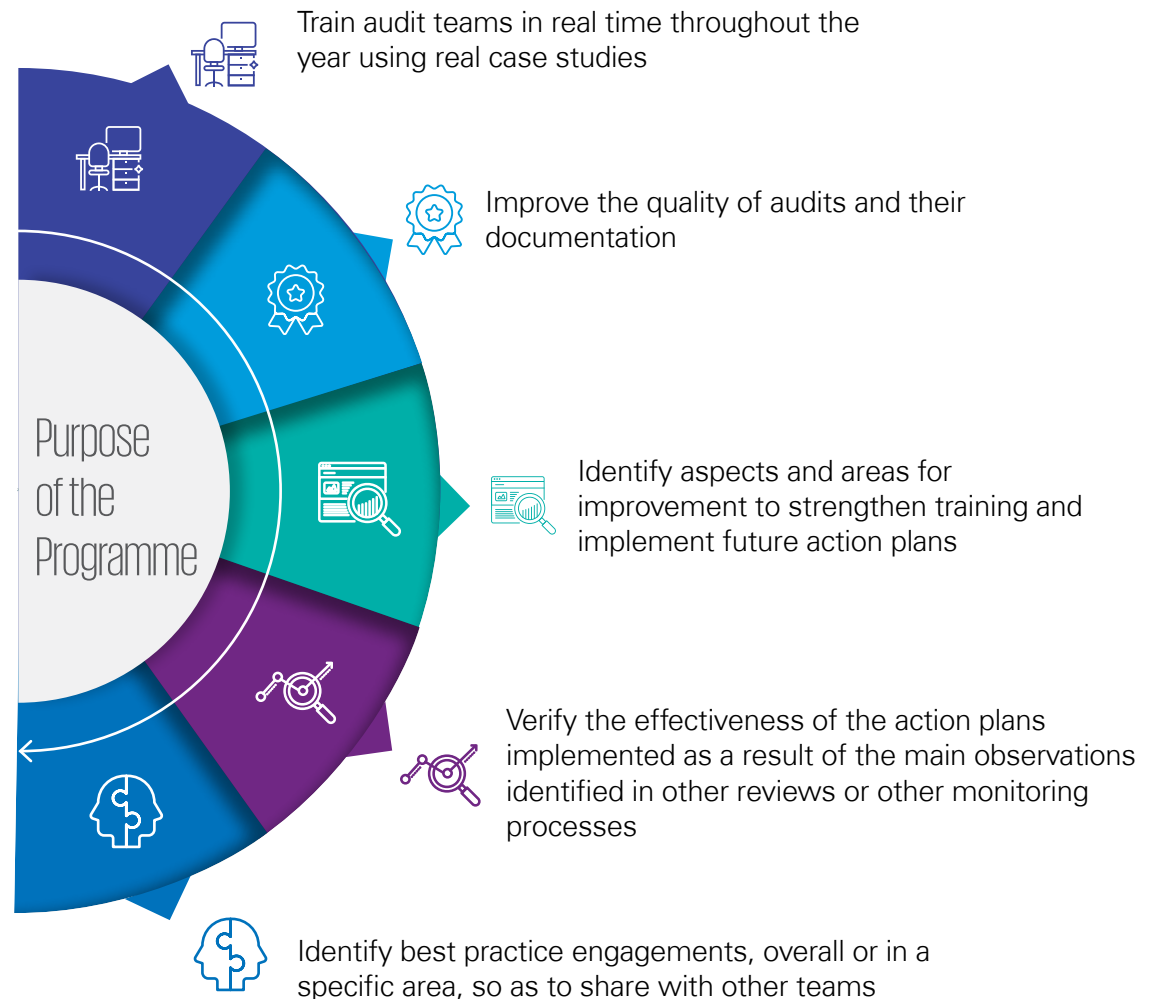 Train audit teams in real time throughout the
year using real case studies
Improve the quality of audits and their
documentation
Purpose
of the
Programme
Identify aspects and areas for
improvement to strengthen training and
implement future action plans
Verify the effectiveness of the action plans
implemented as a result of the main observations
identified in other reviews or other monitoring
processes
Identify best practice engagements, overall or in a
specific area, so as to share with other teams